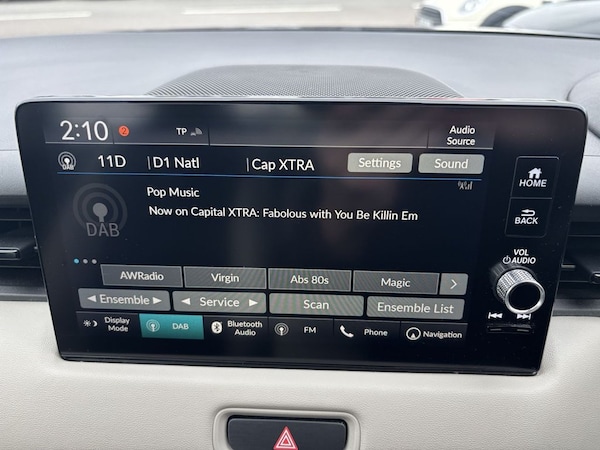 2:10 2 TP Audio Source
DAB 11D D1 Natl Cap XTRA Settings Sound
DAB
Pop Music
Now on Capital XTRA: Fabolous with You Be Killin Em
AWRadio Virgin Abs 80s Magic >
◄ Ensemble ► ◄ Service ► Scan Ensemble List
Display Mode DAB Bluetooth Audio FM Phone Navigation
HOME
BACK
VOL
AUDIO